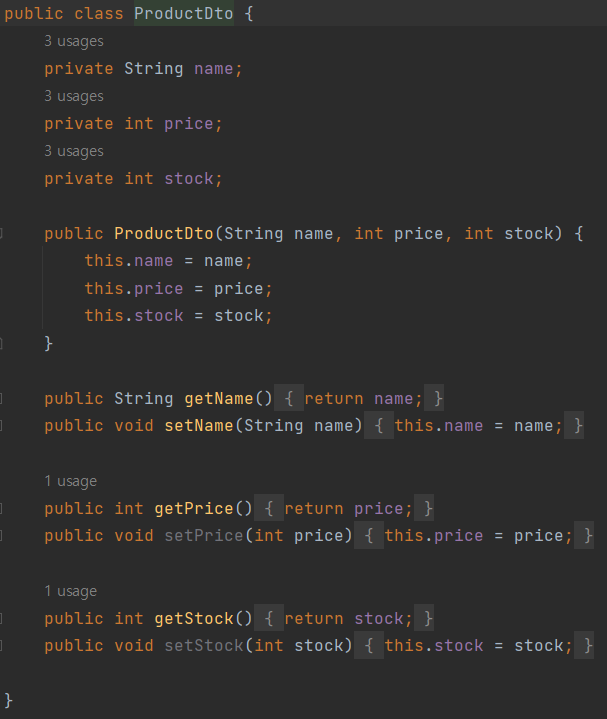 public class ProductDto {
3 usages
private String name;
3 usages
private int price;
3 usages
private int stock;
public ProductDto(String name, int price, int stock) {
this.name = name;
this.price = price;
this.stock = stock;
}
public String getName() { return name; }
public void setName(String name) { this.name = name; }
1 usage
public int getPrice() { return price; }
public void setPrice(int price) { this.price = price; }
1 usage
public int getStock() { return stock; }
public void setStock(int stock) { this.stock = stock; }
}